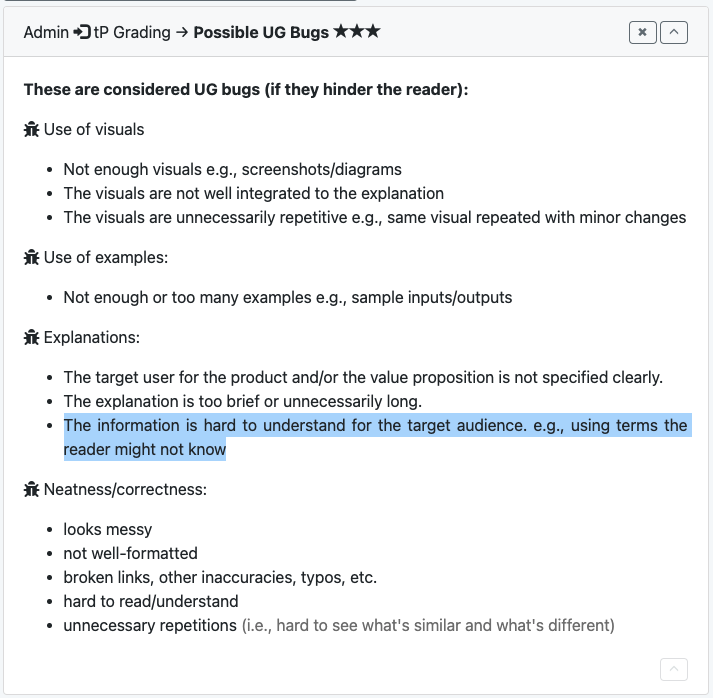 Admin tP Grading → Possible UG Bugs ★★★
These are considered UG bugs (if they hinder the reader):
Use of visuals
• Not enough visuals e.g., screenshots/diagrams
• The visuals are not well integrated to the explanation
• The visuals are unnecessarily repetitive e.g., same visual repeated with minor changes
Use of examples:
• Not enough or too many examples e.g., sample inputs/outputs
Explanations:
• The target user for the product and/or the value proposition is not specified clearly.
• The explanation is too brief or unnecessarily long.
• The information is hard to understand for the target audience. e.g., using terms the
reader might not know
Neatness/correctness:
• looks messy
• not well-formatted
• broken links, other inaccuracies, typos, etc.
• hard to read/understand
• unnecessary repetitions (i.e., hard to see what's similar and what's different)